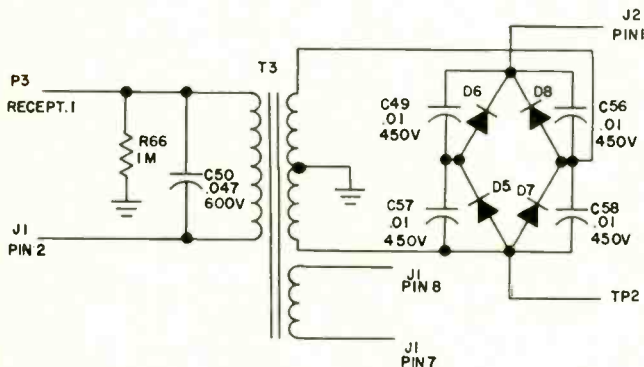 J2
PIN 1
P3
RECEPT. 1
T3
D6
D8
C49
.01
450V
C56
.01
450V
R66
1M
C50
.047
600V
D5
D7
C57
.01
450V
C58
.01
450V
J1
PIN 2
J1
PIN 8
TP2
J1
PIN 7